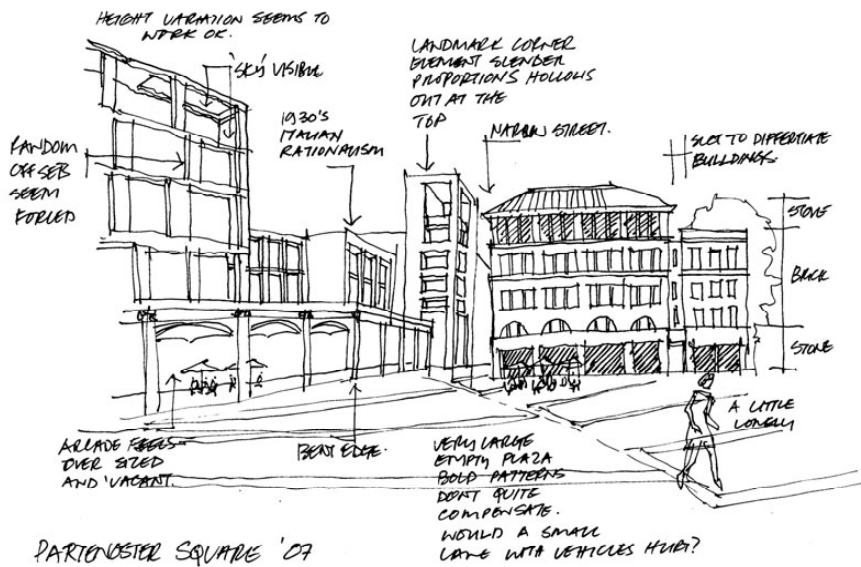 HEIGHT VARIATION SEEMS TO
WORK OK.
'SKY' VISIBLE
LANDMARK CORNER
ELEMENT SLENDER
PROPORTIONS HOLLOWS
OUT AT THE
TOP
1930'S
ITALIAN
RATIONALISM
NARROW STREET.
SLOT TO DIFFERTIATE
BUILDINGS.
RANDOM
OFFSETS
SEEM
FORCED
STONE
BRICK
STONE
A LITTLE
LONELY
ARCADE FEELS
OVER SIZED
AND 'VACANT.
BENT EDGE.
VERY LARGE
EMPTY PLAZA
BOLD PATTERNS
DON'T QUITE
COMPENSATE.
WOULD A SMALL
LANE WITH VEHICLES HURT?
PARTENOSTER SQUARE '07